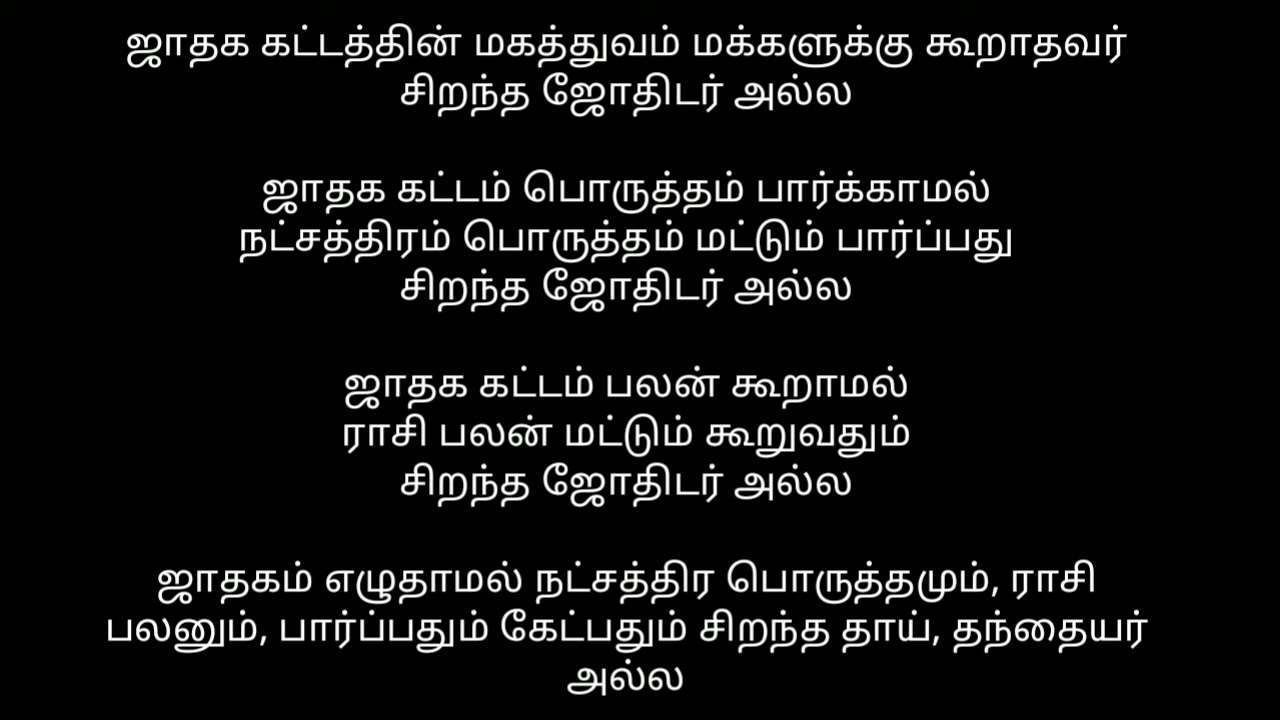 ஜாதக கட்டத்தின் மகத்துவம் மக்களுக்கு கூறாதவர்
சிறந்த ஜோதிடர் அல்ல
ஜாதக கட்டம் பொருத்தம் பார்க்காமல்
நட்சத்திரம் பொருத்தம் மட்டும் பார்ப்பது
சிறந்த ஜோதிடர் அல்ல
ஜாதக கட்டம் பலன் கூறாமல்
ராசி பலன் மட்டும் கூறுவதும்
சிறந்த ஜோதிடர் அல்ல
ஜாதகம் எழுதாமல் நட்சத்திர பொருத்தமும், ராசி
பலனும், பார்ப்பதும் கேட்பதும் சிறந்த தாய், தந்தையர்
அல்ல